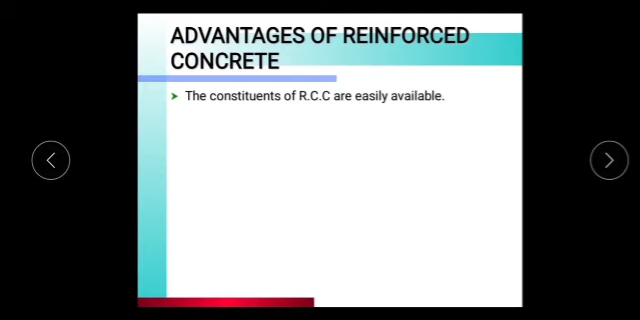 ADVANTAGES OF REINFORCED
CONCRETE
➤ The constituents of R.C.C are easily available.